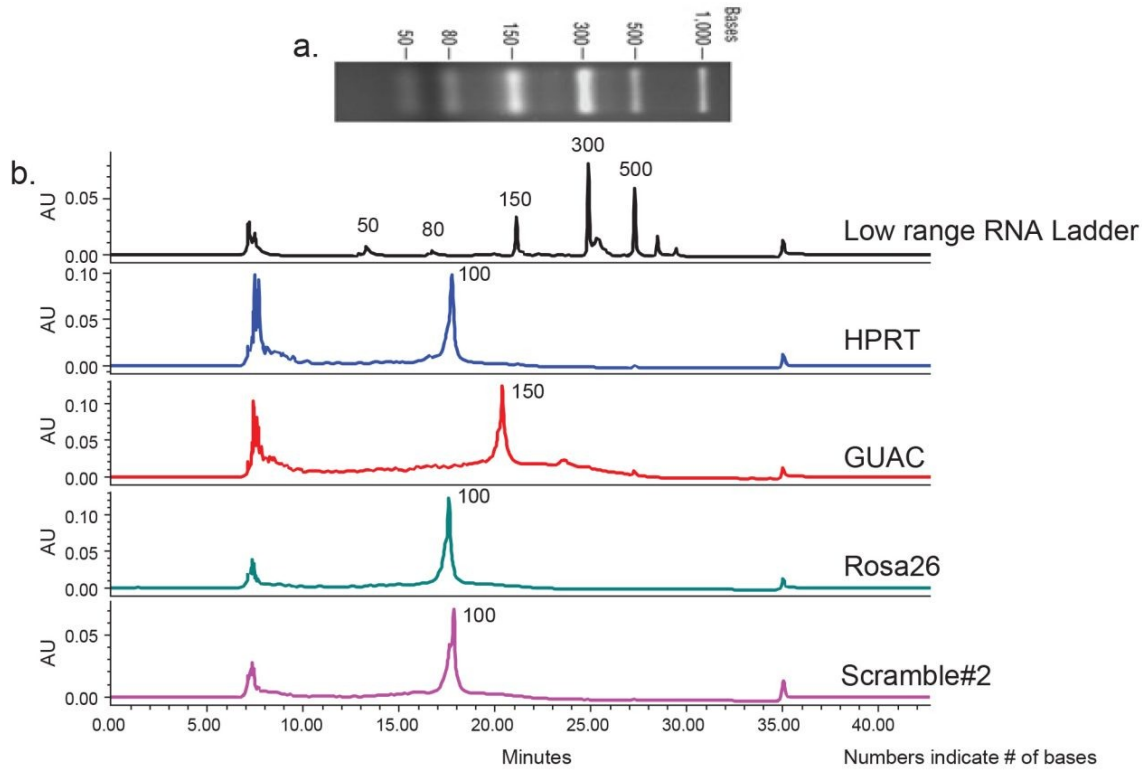 a.
50 80 150 300 500 1,000 Bases
b.
300
500
150
50
80
AU
0.05
0.00
Low range RNA Ladder
100
AU
0.10
0.05
0.00
HPRT
150
AU
0.10
0.05
0.00
GUAC
100
AU
0.10
0.05
0.00
Rosa26
100
AU
0.05
0.00
Scramble#2
0.00 5.00 10.00 15.00 20.00 25.00 30.00 35.00 40.00
Minutes
Numbers indicate # of bases